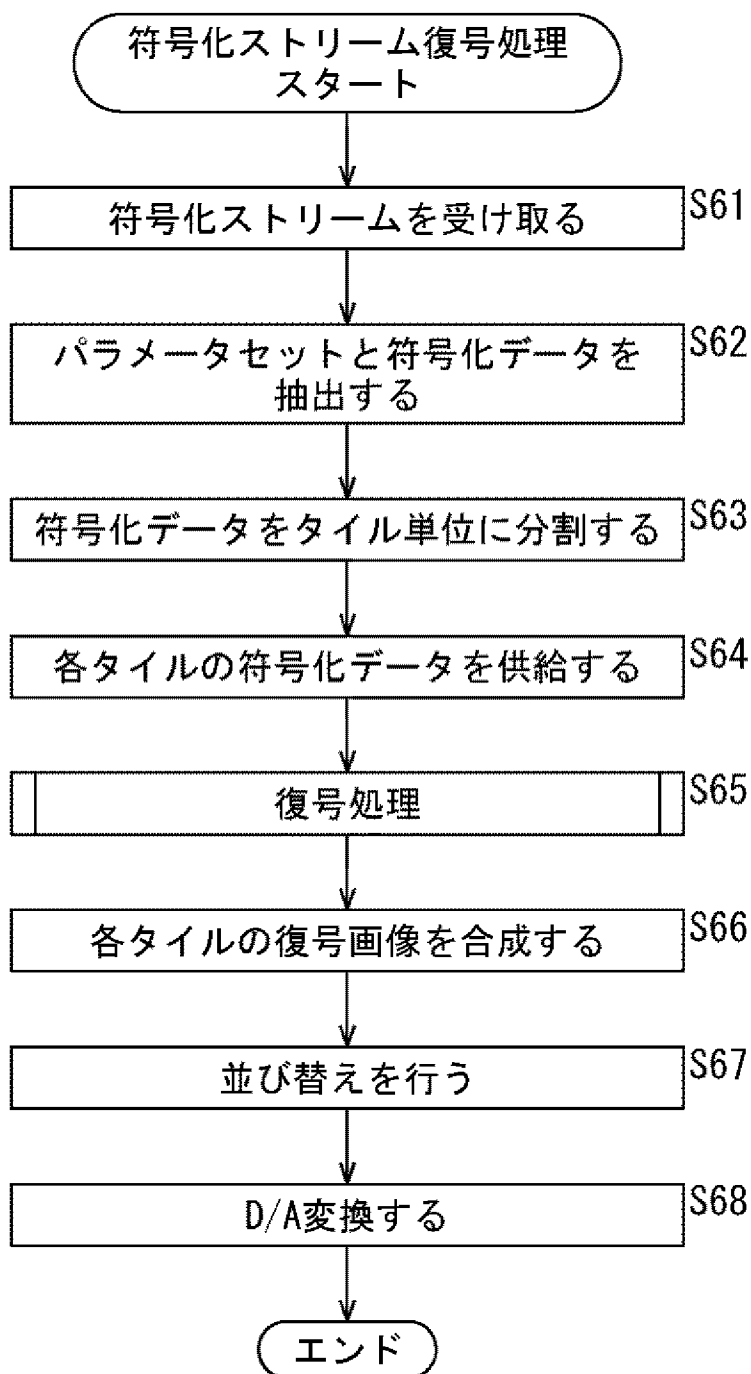 符号化ストリーム復号処理
スタート
符号化ストリームを受け取る
S61
パラメータセットと符号化データを
抽出する
S62
符号化データをタイル単位に分割する
S63
各タイルの符号化データを供給する
S64
復号処理
S65
各タイルの復号画像を合成する
S66
並び替えを行う
S67
D/A変換する
S68
エンド